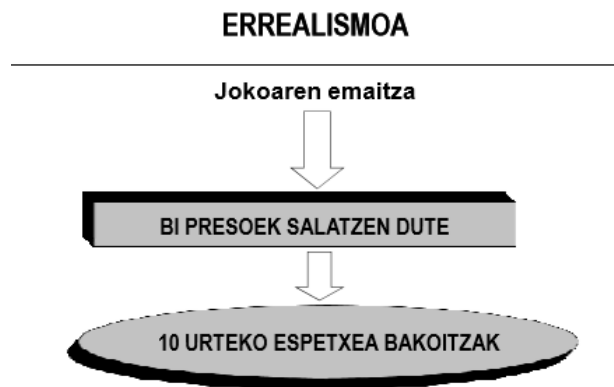 ERREALISMOA
Jokoaren emaitza
BI PRESOEK SALATZEN DUTE
10 URTEKO ESPETXEA BAKOITZAK